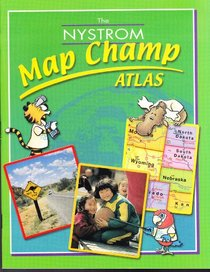 The
NYSTROM
Map Champ
ATLAS
North
Dakota
South
Dakota
Wyoming
Nebraska